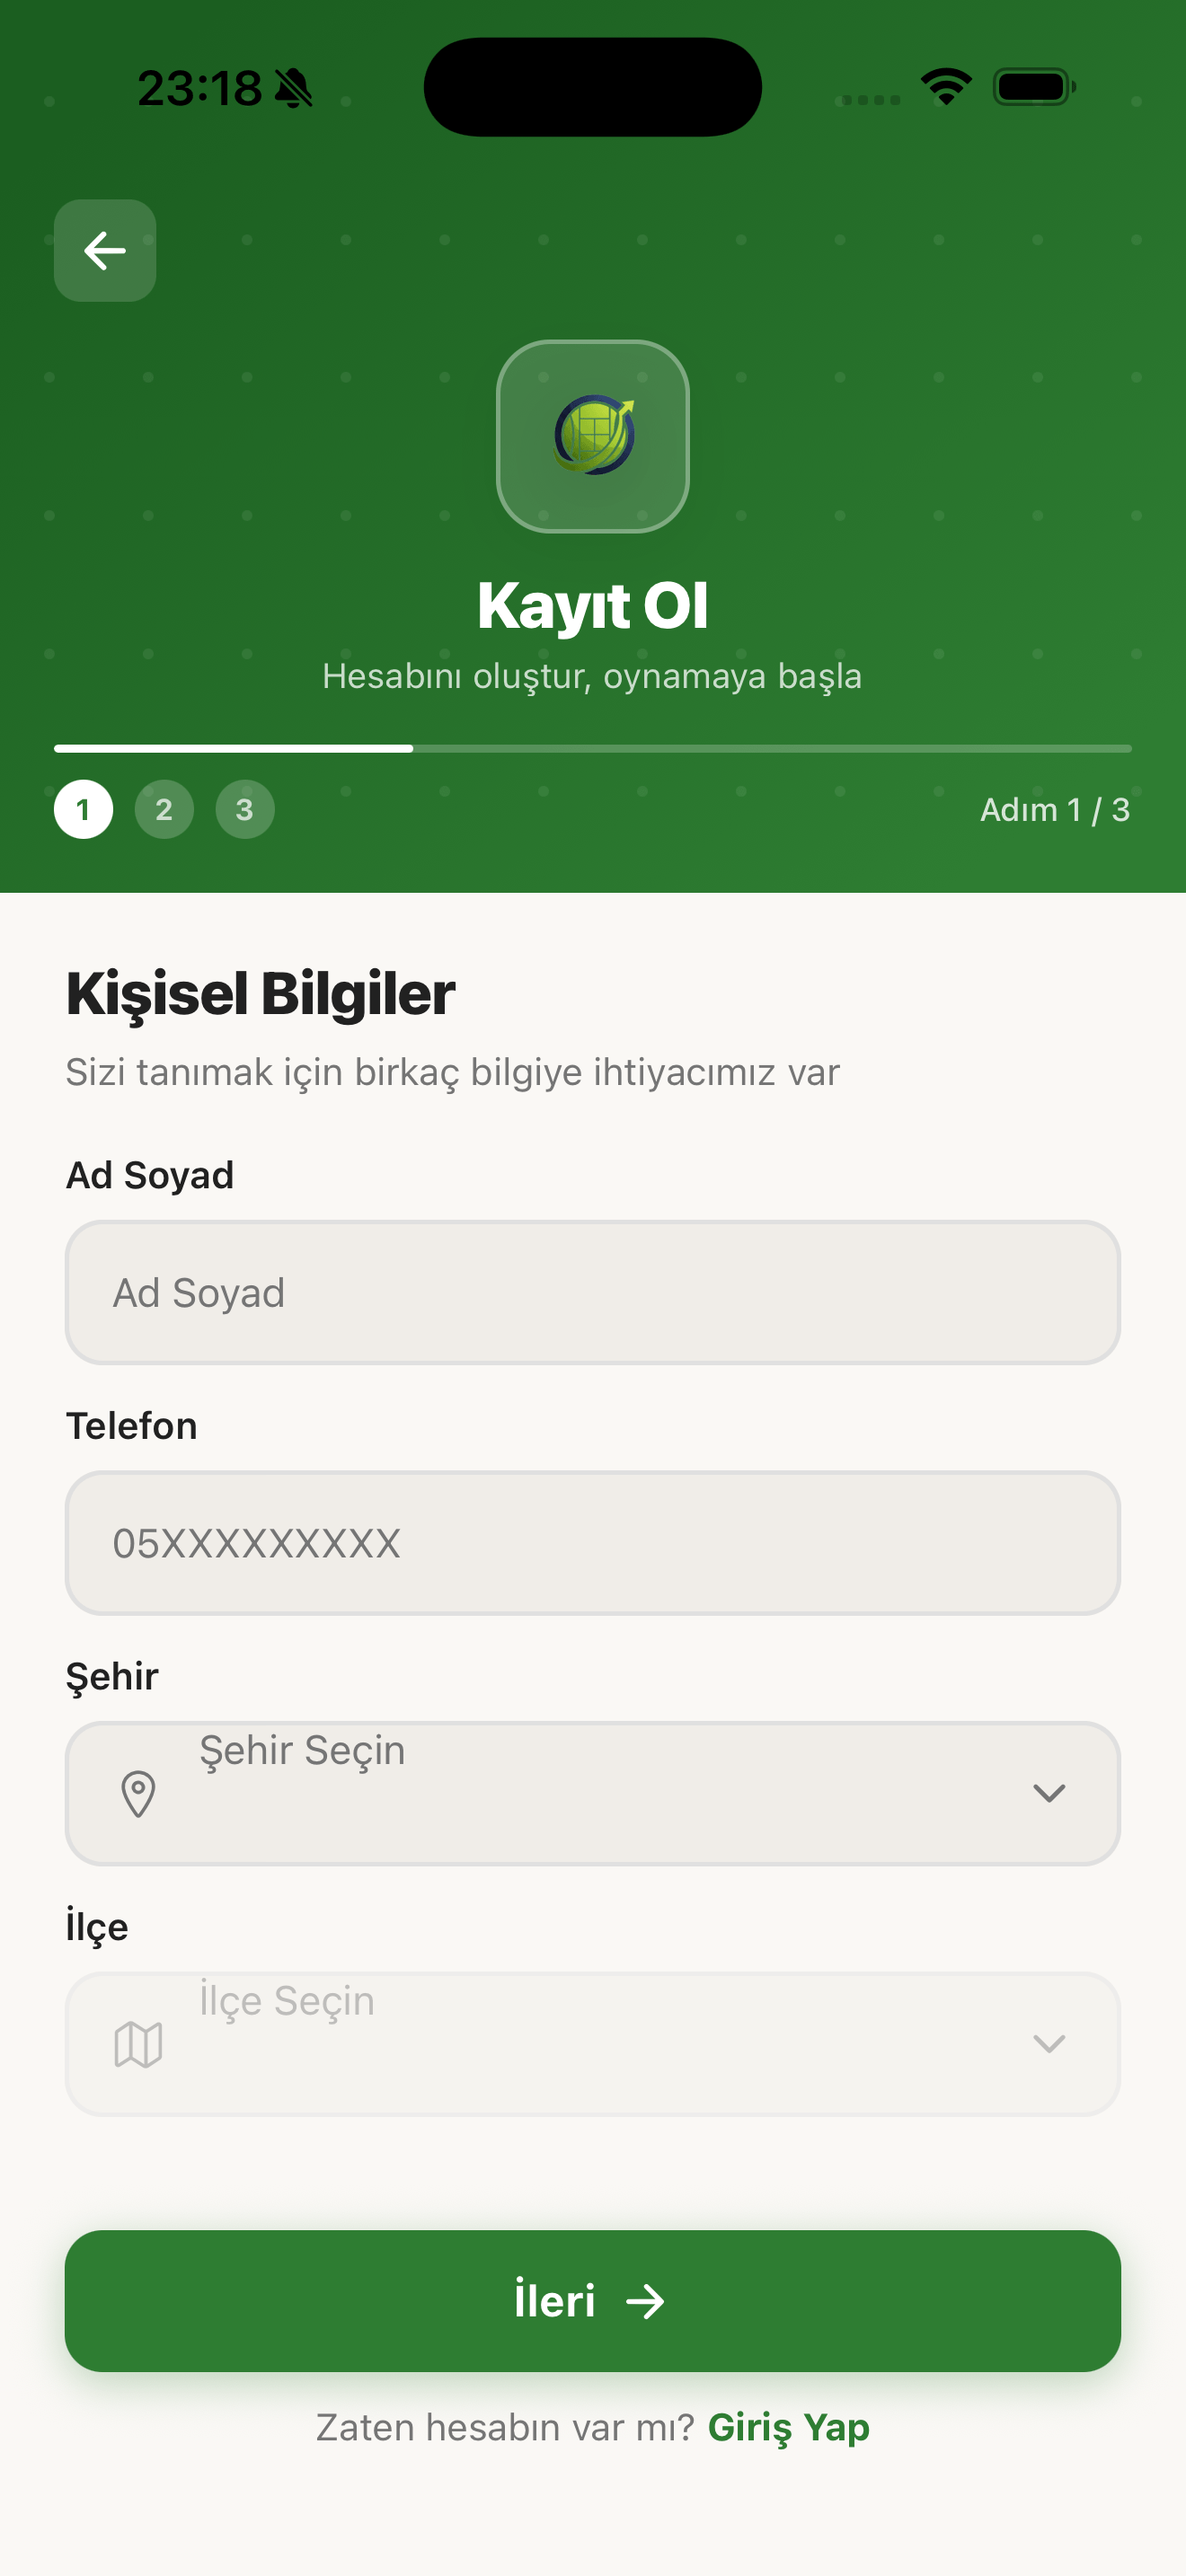 23:18
Kayıt Ol
Hesabını oluştur, oynamaya başla
1 2 3 Adım 1 / 3
Kişisel Bilgiler
Sizi tanımak için birkaç bilgiye ihtiyacımız var
Ad Soyad
Ad Soyad
Telefon
05XXXXXXXXX
Şehir
Şehir Seçin
İlçe
İlçe Seçin
İleri →
Zaten hesabın var mı? Giriş Yap